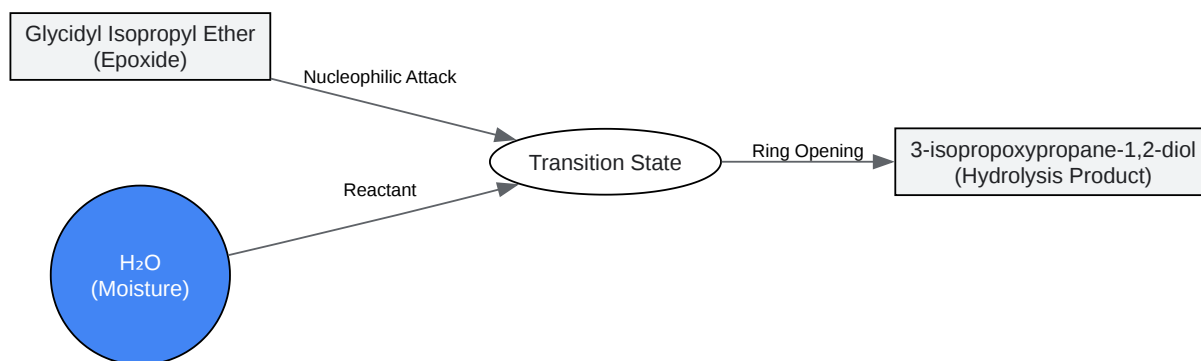 Glycidyl Isopropyl Ether
(Epoxide)
Nucleophilic Attack
Reactant
H₂O
(Moisture)
Transition State
Ring Opening
3-isopropoxypropane-1,2-diol
(Hydrolysis Product)